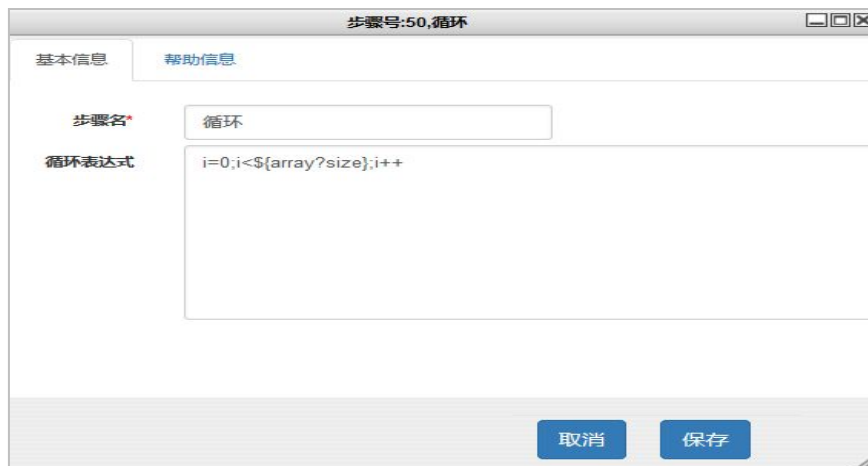 步骤号:50,循环
基本信息 帮助信息
步骤名* 循环
循环表达式 i=0;i<${array?size};i++
取消 保存